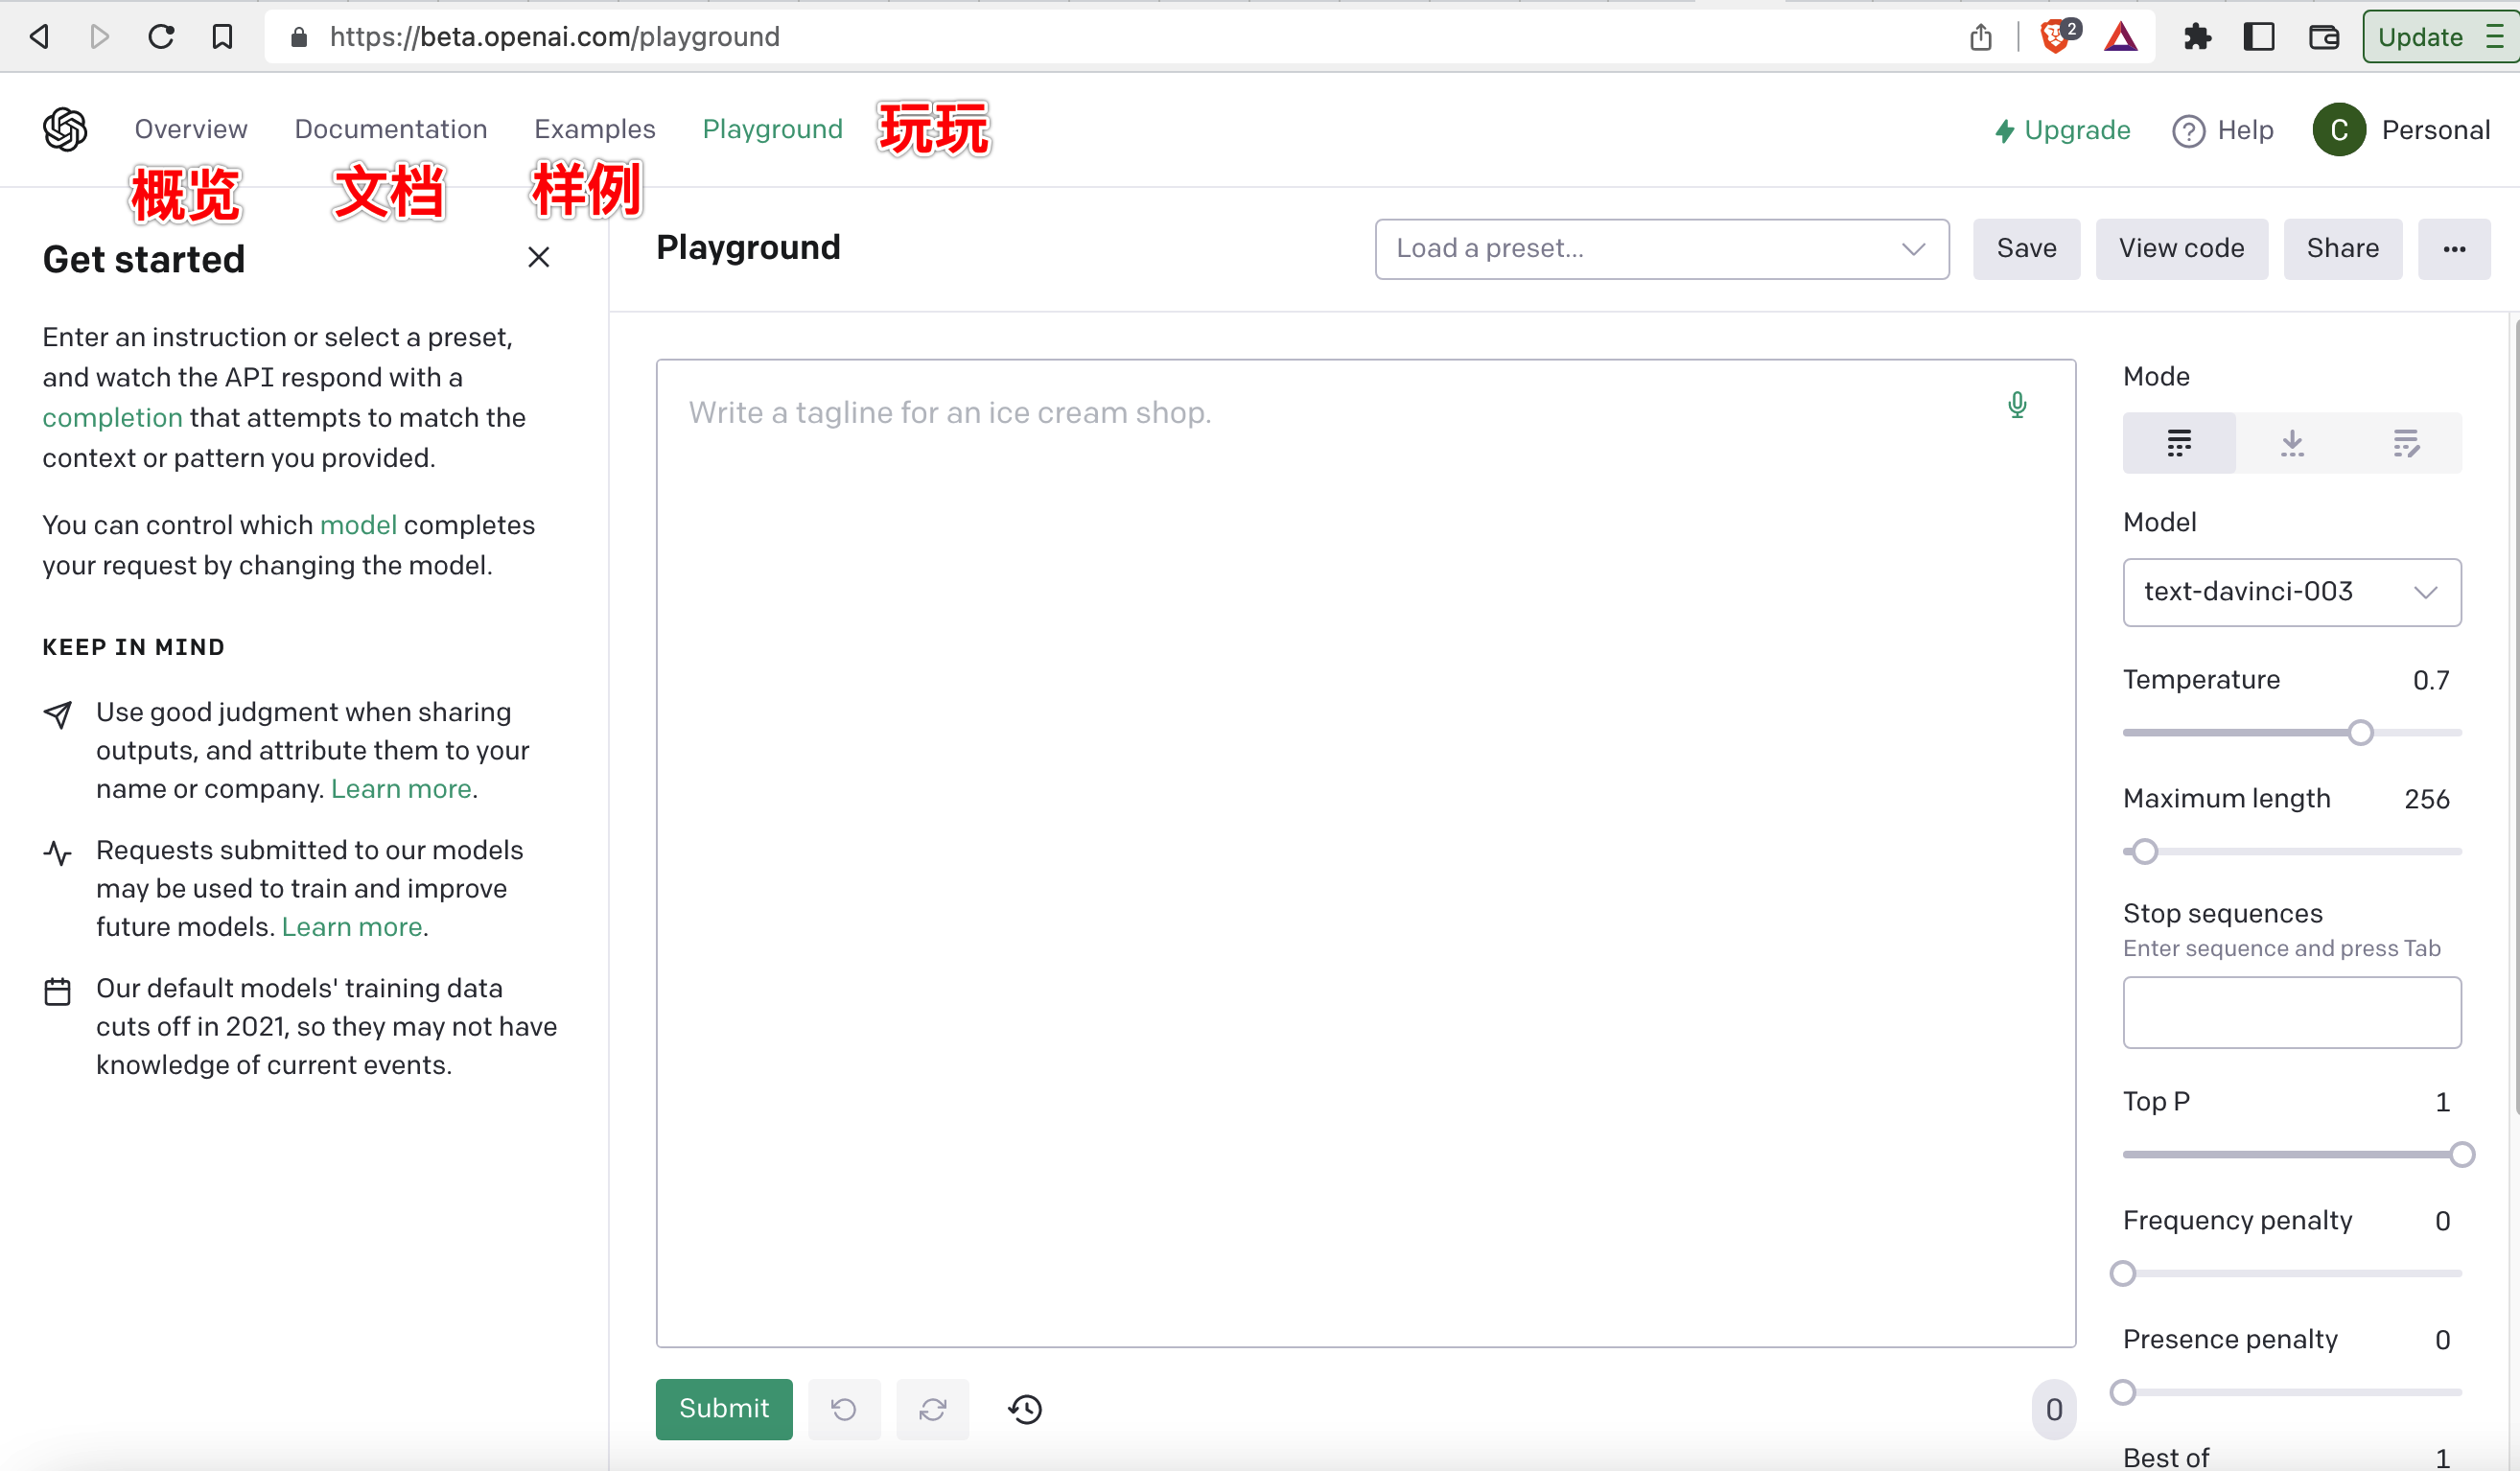 https://beta.openai.com/playground
2
Update
Overview
Documentation
Examples
Playground
玩玩
Upgrade
Help
C
Personal
概览
文档
样例
Get started
Enter an instruction or select a preset,
and watch the API respond with a
completion that attempts to match the
context or pattern you provided.
You can control which model completes
your request by changing the model.
KEEP IN MIND
Use good judgment when sharing
outputs, and attribute them to your
name or company. Learn more.
Requests submitted to our models
may be used to train and improve
future models. Learn more.
Our default models' training data
cuts off in 2021, so they may not have
knowledge of current events.
Playground
Load a preset...
Save
View code
Share
Write a tagline for an ice cream shop.
Submit
0
Mode
Model
text-davinci-003
Temperature 0.7
Maximum length 256
Stop sequences
Enter sequence and press Tab
Top P 1
Frequency penalty 0
Presence penalty 0
Best of 1